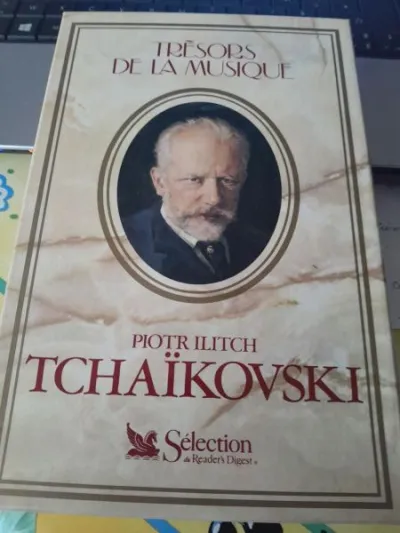 TRÉSORS
DE LA MUSIQUE
PIOTR ILITCH
TCHAÏKOVSKI
Sélection
du Reader's Digest®